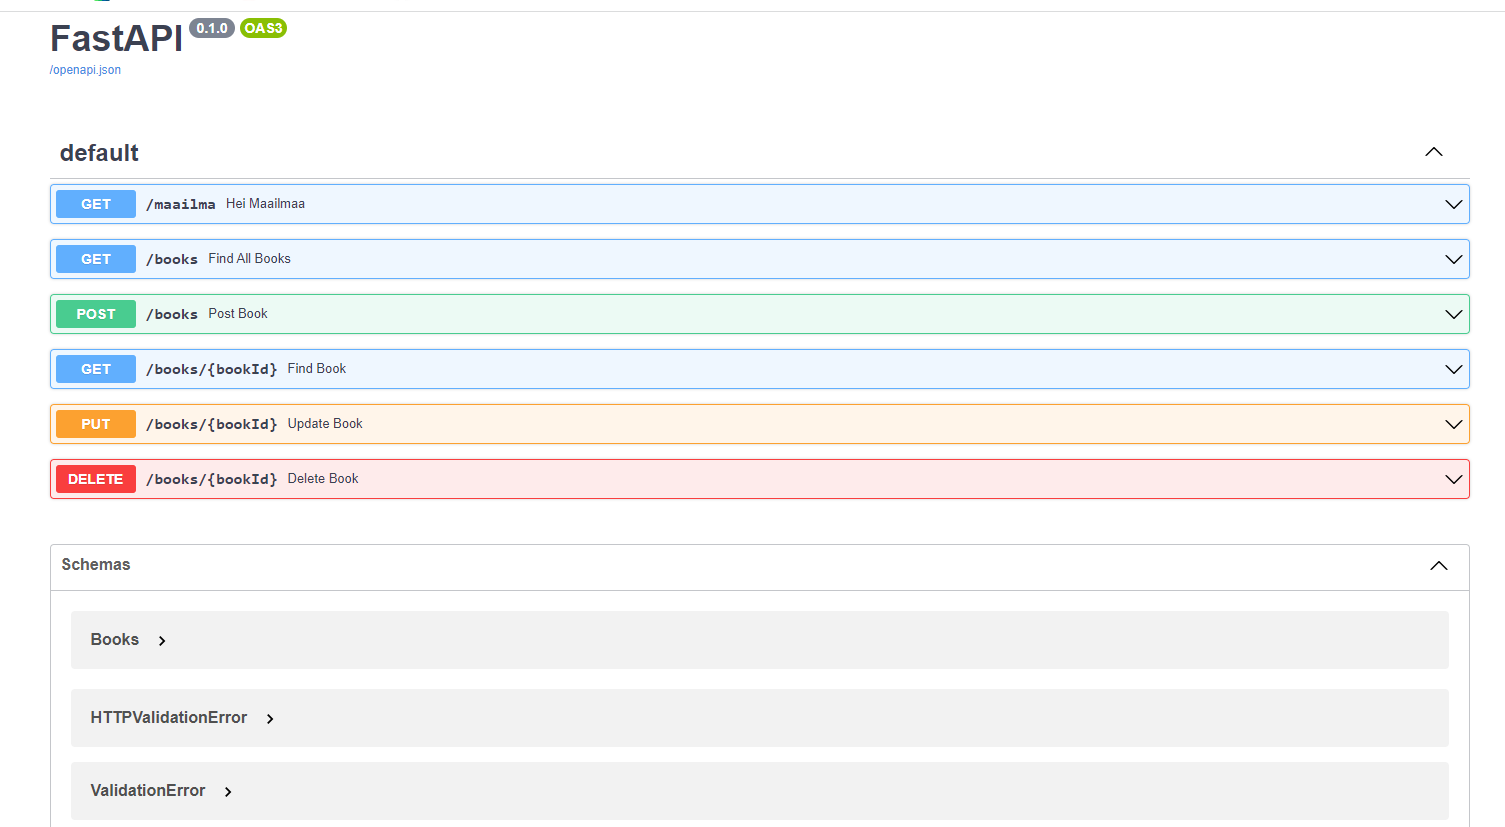 FastAPI 0.1.0 OAS3
/openapi.json
default
GET /maailma Hei Maailmaa
GET /books Find All Books
POST /books Post Book
GET /books/{bookId} Find Book
PUT /books/{bookId} Update Book
DELETE /books/{bookId} Delete Book
Schemas
Books
HTTPValidationError
ValidationError